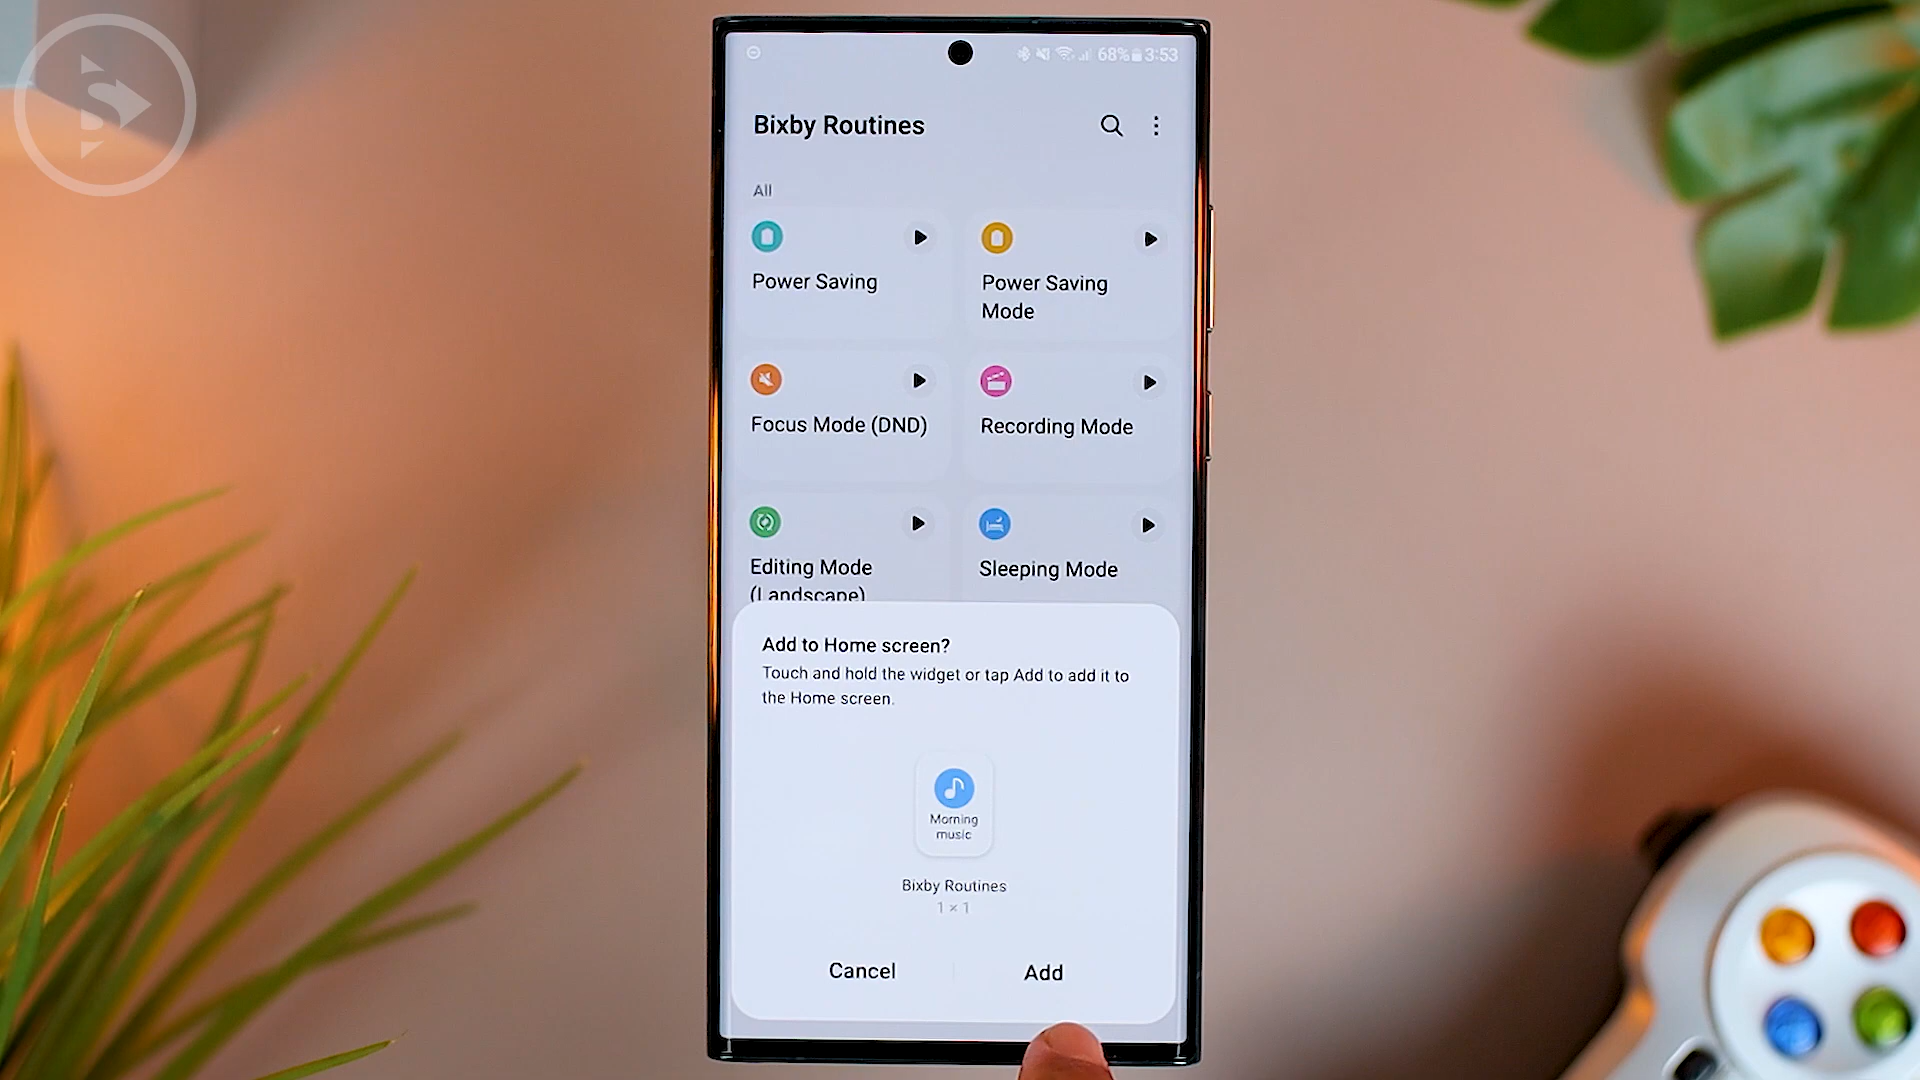 68% 3:53
Bixby Routines
All
Power Saving
Power Saving
Mode
Focus Mode (DND)
Recording Mode
Editing Mode
(Landscape)
Sleeping Mode
Add to Home screen?
Touch and hold the widget or tap Add to add it to
the Home screen.
Morning
music
Bixby Routines
1 × 1
Cancel
Add